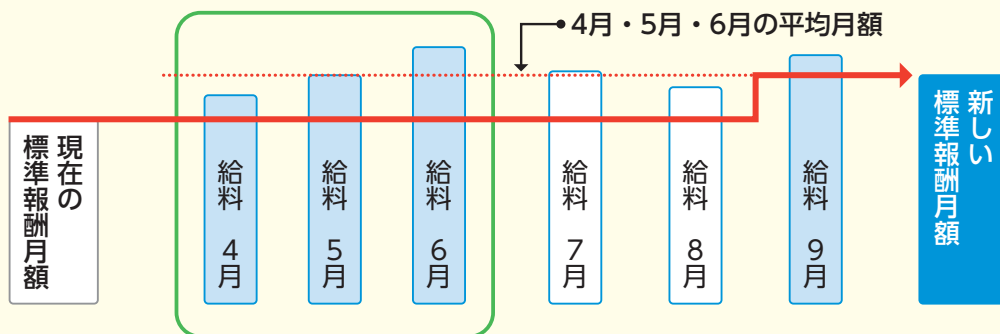 4月・5月・6月の平均月額
現在の
標準報酬月額
給料 4月
給料 5月
給料 6月
給料 7月
給料 8月
給料 9月
新しい
標準報酬月額